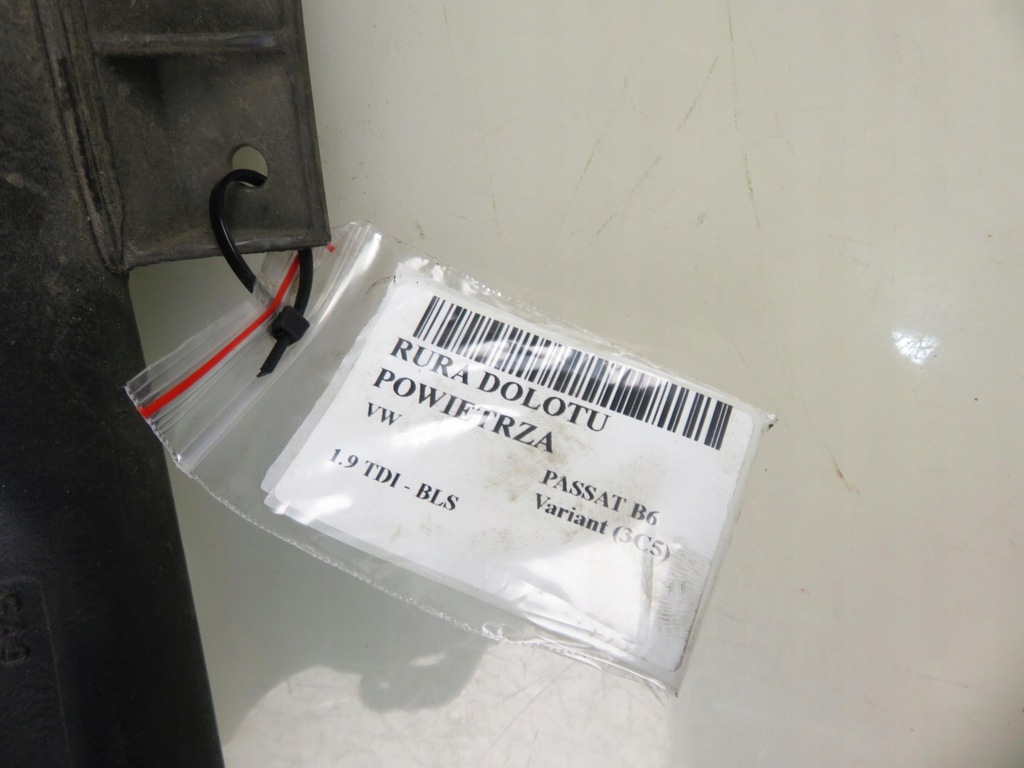 RURA DOLOTU
POWIETRZA
VW
PASSAT B6
1.9 TDI - BLS
Variant (3C5)